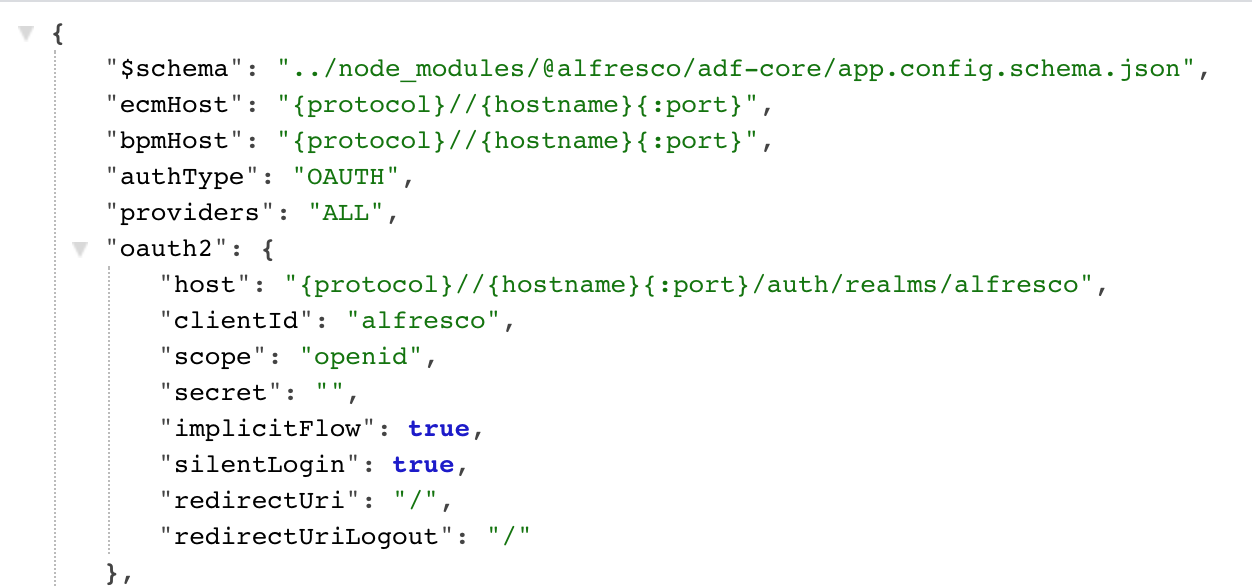 {
"$schema": "../node_modules/@alfresco/adf-core/app.config.schema.json",
"ecmHost": "{protocol}//{hostname}{:port}",
"bpmHost": "{protocol}//{hostname}{:port}",
"authType": "OAUTH",
"providers": "ALL",
"oauth2": {
"host": "{protocol}//{hostname}{:port}/auth/realms/alfresco",
"clientId": "alfresco",
"scope": "openid",
"secret": "",
"implicitFlow": true,
"silentLogin": true,
"redirectUri": "/",
"redirectUriLogout": "/"
},